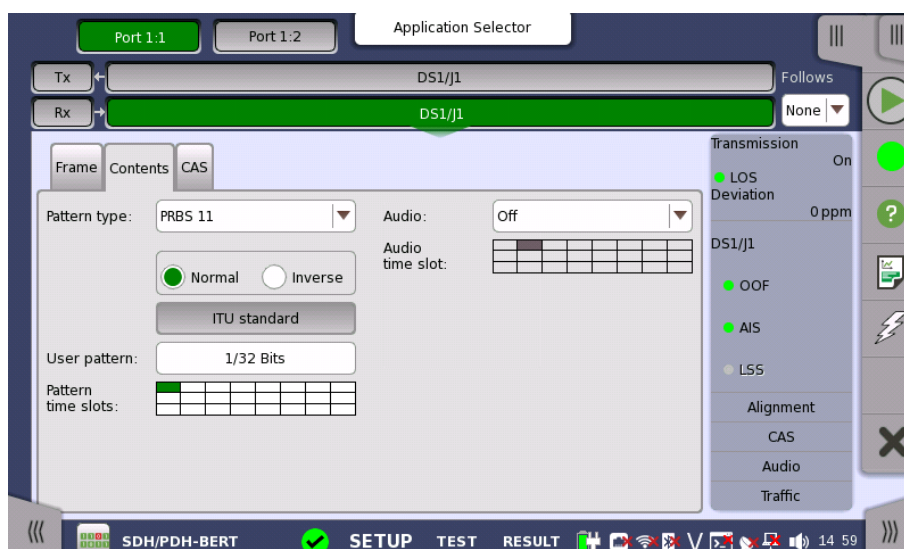 Port 1:1
Port 1:2
Application Selector
Tx
DS1/J1
Follows
Rx
DS1/J1
None
Frame
Contents
CAS
Pattern type:
PRBS 11
Audio:
Off
Audio
time slot:
Normal
Inverse
ITU standard
User pattern:
1/32 Bits
Pattern
time slots:
Transmission
On
LOS
Deviation
0 ppm
DS1/J1
OOF
AIS
LSS
Alignment
CAS
Audio
Traffic
SDH/PDH-BERT
SETUP
TEST
RESULT
V
14 59